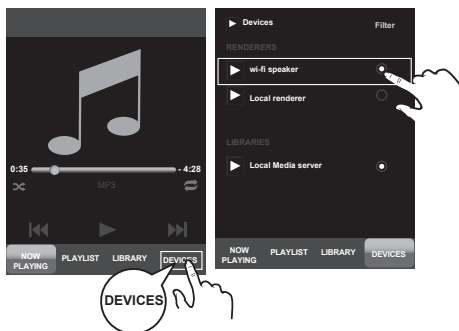 0:35
- 4:28
MP3
NOW PLAYING
PLAYLIST
LIBRARY
DEVICES
DEVICES
Devices
Filter
RENDERERS
wi-fi speaker
Local renderer
LIBRARIES
Local Media server
NOW PLAYING
PLAYLIST
LIBRARY
DEVICES